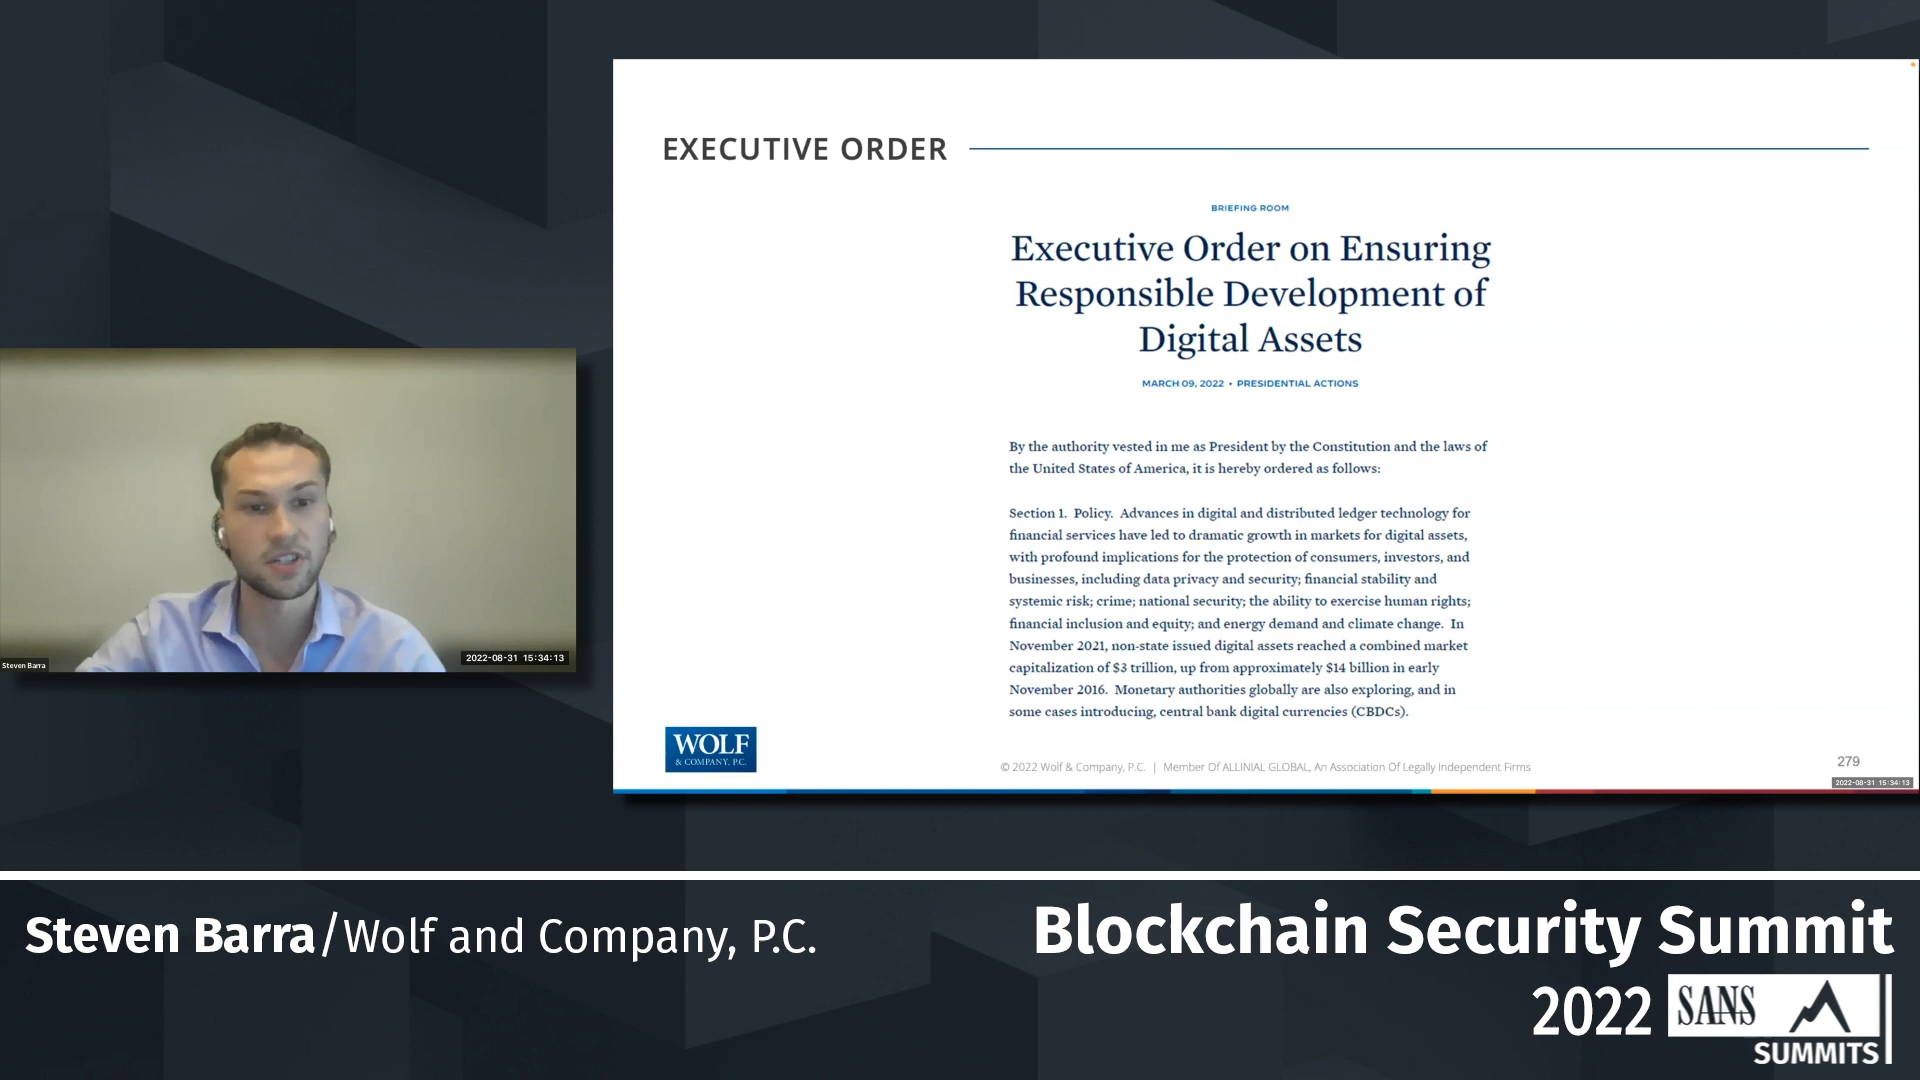 EXECUTIVE ORDER
BRIEFING ROOM
Executive Order on Ensuring
Responsible Development of
Digital Assets
MARCH 09, 2022 • PRESIDENTIAL ACTIONS
By the authority vested in me as President by the Constitution and the laws of
the United States of America, it is hereby ordered as follows:
Section 1.  Policy.  Advances in digital and distributed ledger technology for
financial services have led to dramatic growth in markets for digital assets,
with profound implications for the protection of consumers, investors, and
businesses, including data privacy and security; financial stability and
systemic risk; crime; national security; the ability to exercise human rights;
financial inclusion and equity; and energy demand and climate change.  In
November 2021, non-state issued digital assets reached a combined market
capitalization of $3 trillion, up from approximately $14 billion in early
November 2016.  Monetary authorities globally are also exploring, and in
some cases introducing, central bank digital currencies (CBDCs).
WOLF
& COMPANY, P.C.
© 2022 Wolf & Company, P.C. | Member Of ALLINIAL GLOBAL, An Association Of Legally Independent Firms
279
2022-08-31 15:34:13
Steven Barra
2022-08-31 15:34:13
Steven Barra/Wolf and Company, P.C.
Blockchain Security Summit
2022
SANS
SUMMITS